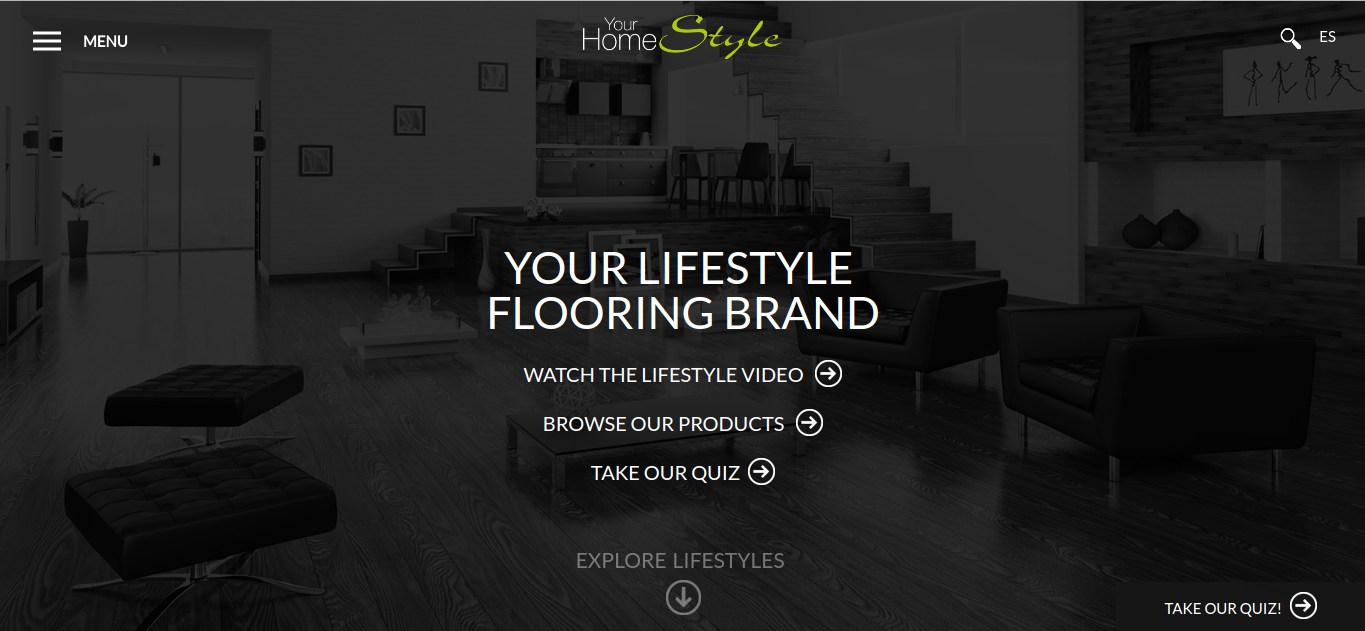 MENU
Your
Home Style
ES
YOUR LIFESTYLE
FLOORING BRAND
WATCH THE LIFESTYLE VIDEO
BROWSE OUR PRODUCTS
TAKE OUR QUIZ
EXPLORE LIFESTYLES
TAKE OUR QUIZ!